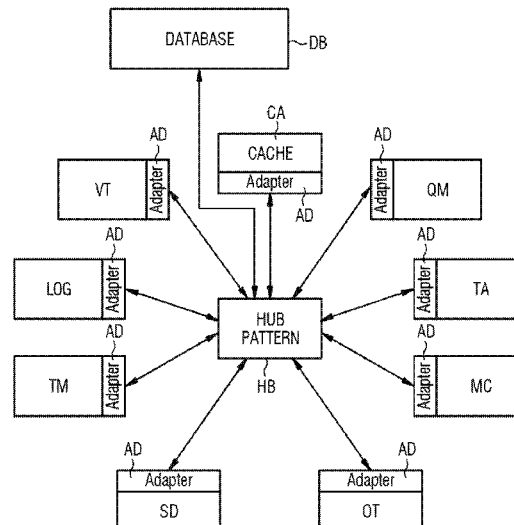 DATABASE
DB
CA
CACHE
Adapter
AD
AD
VT
Adapter
AD
Adapter
QM
AD
LOG
Adapter
AD
Adapter
TA
HUB
PATTERN
HB
AD
TM
Adapter
AD
Adapter
MC
AD
Adapter
SD
AD
Adapter
OT